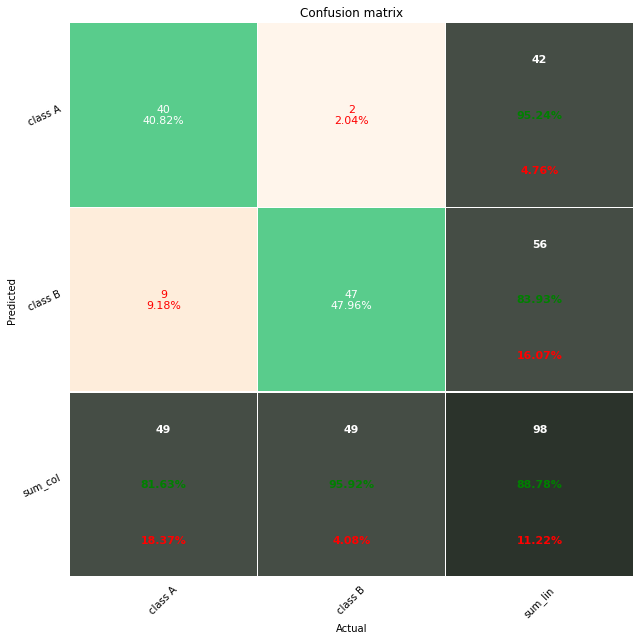 Confusion matrix
class A
40
40.82%
2
2.04%
42
95.24%
4.76%
Predicted
class B
9
9.18%
47
47.96%
56
83.93%
16.07%
sum_col
49
81.63%
18.37%
49
95.92%
4.08%
98
88.78%
11.22%
class A
class B
sum_lin
Actual